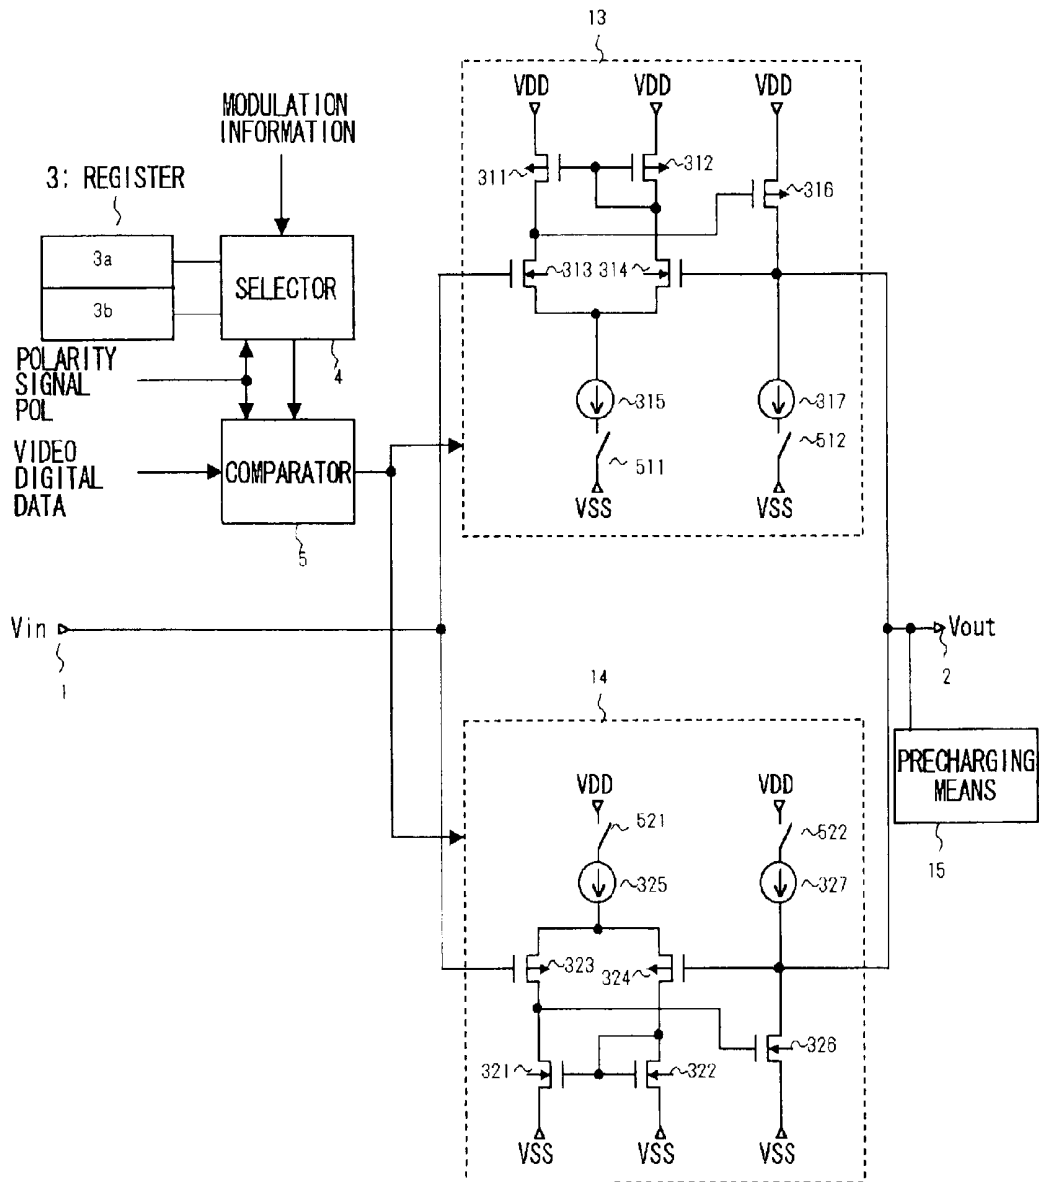 13
VDD
VDD
VDD
MODULATION
INFORMATION
311
312
316
3: REGISTER
3a
3b
SELECTOR
4
313
314
POLARITY
SIGNAL
POL
315
317
511
512
VSS
VSS
VIDEO
DIGITAL
DATA
COMPARATOR
5
Vin
1
Vout
2
14
PRECHARGING
MEANS
15
VDD
VDD
521
522
325
327
323
324
326
321
322
VSS
VSS
VSS